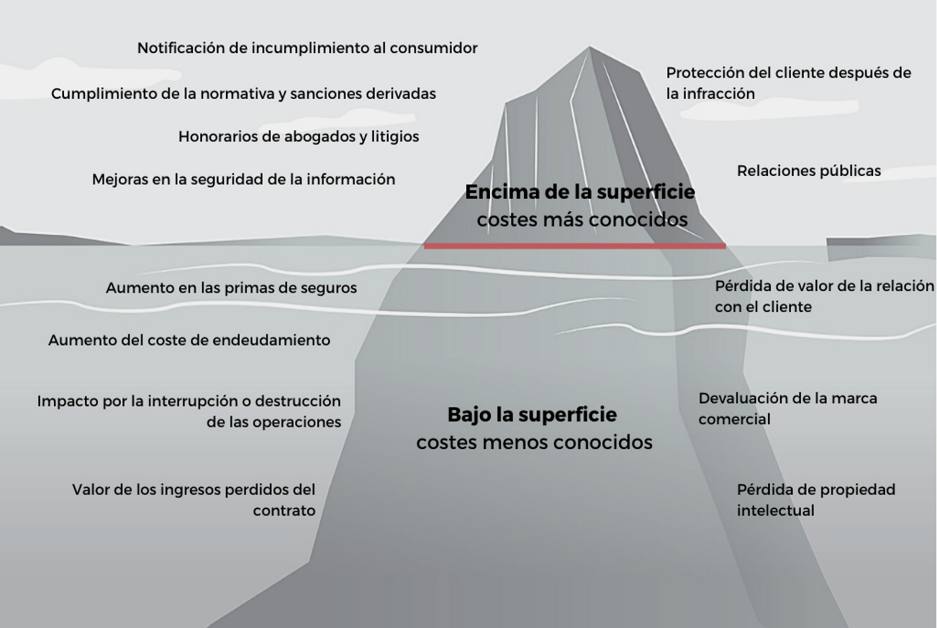 Notificación de incumplimiento al consumidor
Cumplimiento de la normativa y sanciones derivadas
Honorarios de abogados y litigios
Mejoras en la seguridad de la información
Protección del cliente después de
la infracción
Relaciones públicas
Encima de la superficie
costes más conocidos
Aumento en las primas de seguros
Aumento del coste de endeudamiento
Impacto por la interrupción o destrucción
de las operaciones
Valor de los ingresos perdidos del
contrato
Bajo la superficie
costes menos conocidos
Pérdida de valor de la relación
con el cliente
Devaluación de la marca
comercial
Pérdida de propiedad
intelectual